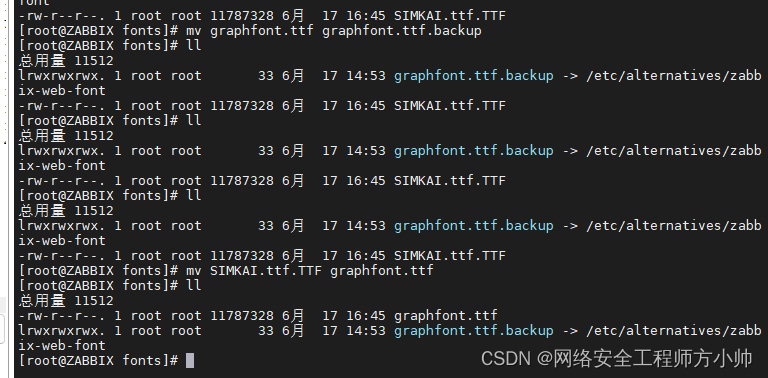 font
-rw-r--r--. 1 root root 11787328 6月  17 16:45 SIMKAI.ttf.TTF
[root@ZABBIX fonts]# mv graphfont.ttf graphfont.ttf.backup
[root@ZABBIX fonts]# ll
总用量 11512
lrwxrwxrwx. 1 root root       33 6月  17 14:53 graphfont.ttf.backup -> /etc/alternatives/zabb
ix-web-font
-rw-r--r--. 1 root root 11787328 6月  17 16:45 SIMKAI.ttf.TTF
[root@ZABBIX fonts]# ll
总用量 11512
lrwxrwxrwx. 1 root root       33 6月  17 14:53 graphfont.ttf.backup -> /etc/alternatives/zabb
ix-web-font
-rw-r--r--. 1 root root 11787328 6月  17 16:45 SIMKAI.ttf.TTF
[root@ZABBIX fonts]# ll
总用量 11512
lrwxrwxrwx. 1 root root       33 6月  17 14:53 graphfont.ttf.backup -> /etc/alternatives/zabb
ix-web-font
-rw-r--r--. 1 root root 11787328 6月  17 16:45 SIMKAI.ttf.TTF
[root@ZABBIX fonts]# mv SIMKAI.ttf.TTF graphfont.ttf
[root@ZABBIX fonts]# ll
总用量 11512
-rw-r--r--. 1 root root 11787328 6月  17 16:45 graphfont.ttf
lrwxrwxrwx. 1 root root       33 6月  17 14:53 graphfont.ttf.backup -> /etc/alternatives/zabb
ix-web-font
[root@ZABBIX fonts]#
CSDN @网络安全工程师方小帅